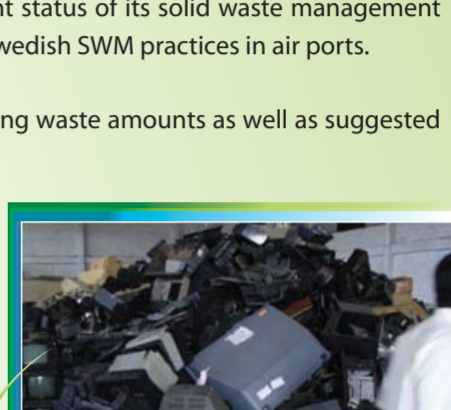 nt status of its solid waste management
wedish SWM practices in air ports.
ng waste amounts as well as suggested